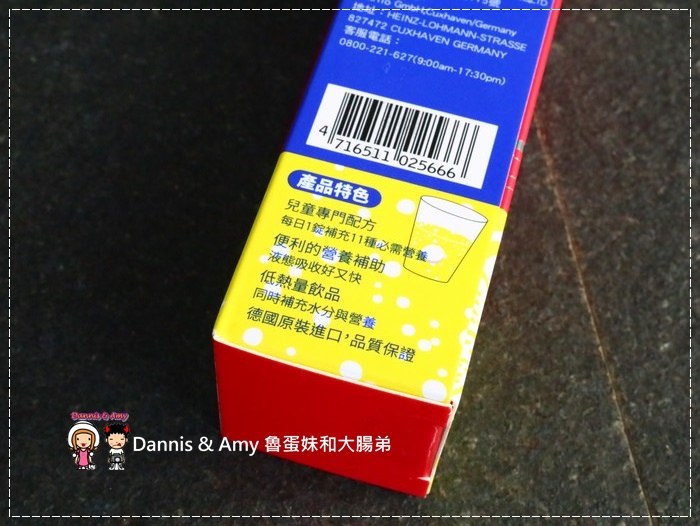 GmbH,Cuxhaven/Germany
地址：HEINZ-LOHMANN-STRASSE
827472 CUXHAVEN GERMANY
客服電話：
0800-221-627(9:00am-17:30pm)
4 716511 025666
產品特色
兒童專門配方
每日1錠補充11種必需營養
便利的營養補助
液態吸收好又快
低熱量飲品
同時補充水分與營養
德國原裝進口，品質保證
Dannis & Amy
Dannis & Amy 魯蛋妹和大腸弟